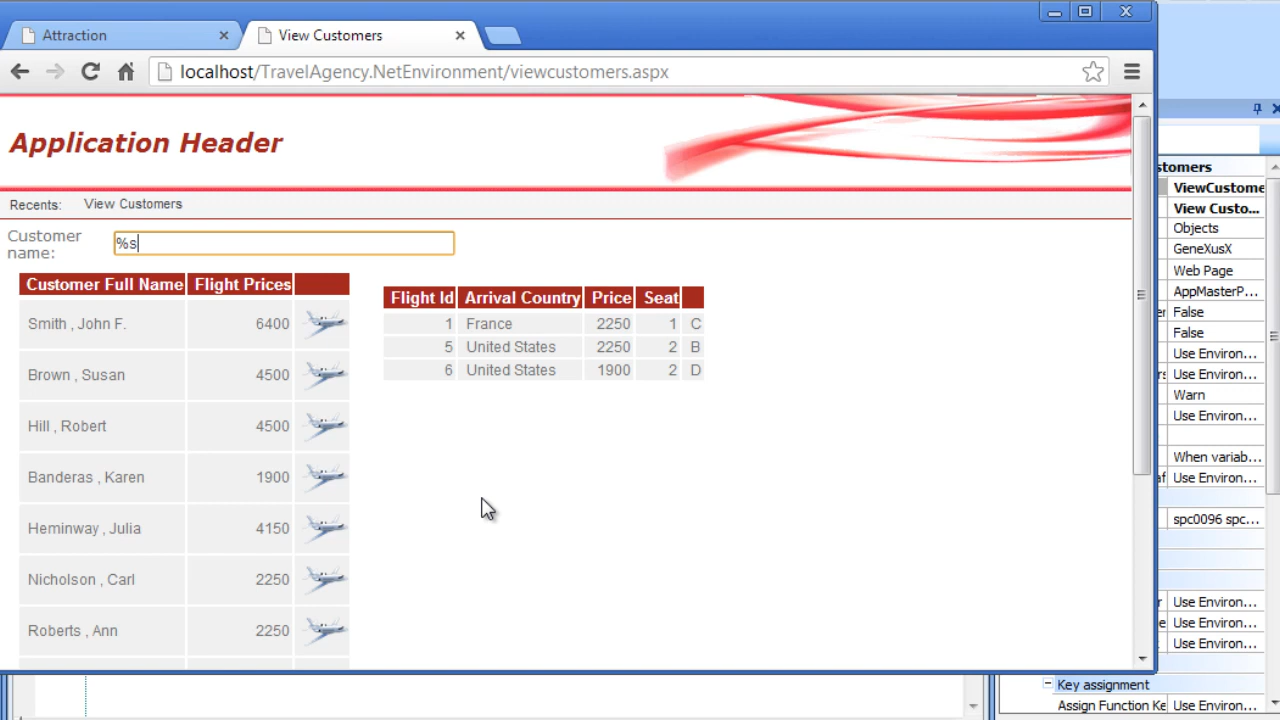 Attraction
View Customers
localhost/TravelAgency.NetEnvironment/viewcustomers.aspx
Application Header
Recents: View Customers
Customer name:
%s
Customer Full Name Flight Prices
Smith , John F. 6400
Brown , Susan 4500
Hill , Robert 4500
Banderas , Karen 1900
Heminway , Julia 4150
Nicholson , Carl 2250
Roberts , Ann 2250
Flight Id Arrival Country Price Seat
1 France 2250 1 C
5 United States 2250 2 B
6 United States 1900 2 D
stomers
ViewCustome
View Custo...
Objects
GeneXusX
Web Page
AppMasterP...
False
False
Use Environ...
Use Environ...
Warn
Use Environ...
When variab...
Use Environ...
spc0096 spc...
Use Environ...
Use Environ...
Use Environ...
Key assignment
Assign Function Ke Use Environ...